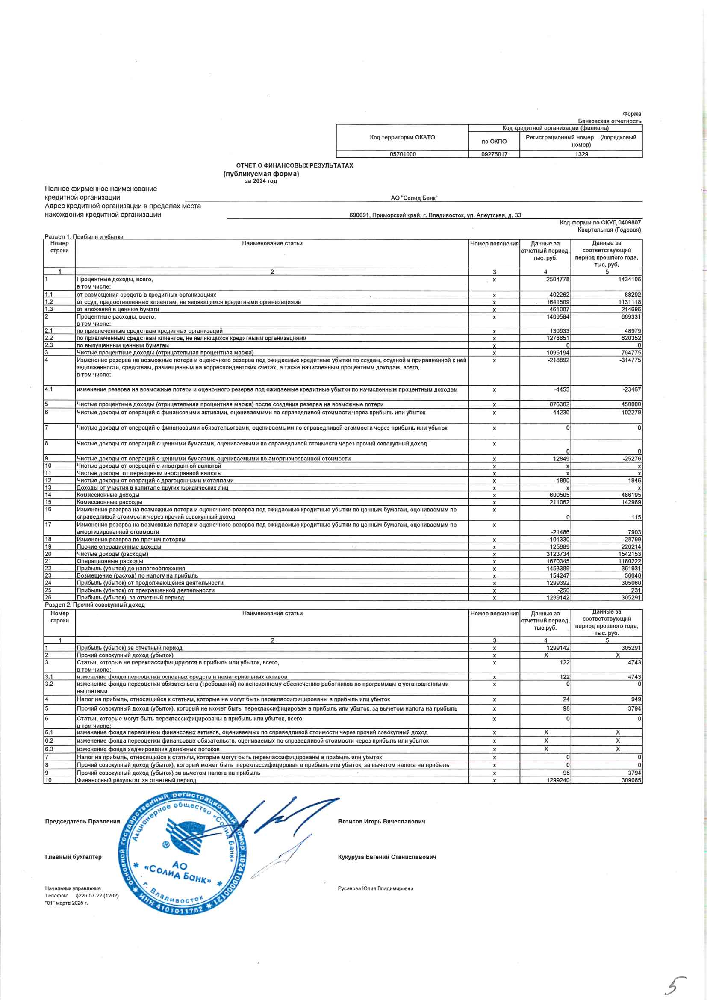 Форма
Банковская отчетность
Код территории ОКАТО
Код кредитной организации (филиала)
по ОКПО
Регистрационный номер (/порядковый
номер)
05701000 09275017 1329
ОТЧЕТ О ФИНАНСОВЫХ РЕЗУЛЬТАТАХ
(публикуемая форма)
за 2024 год
Полное фирменное наименование
кредитной организации АО "Солид Банк"
Адрес кредитной организации в пределах места
нахождения кредитной организации 690091, Приморский край, г. Владивосток, ул. Алеутская, д. 33
Код формы по ОКУД 0409807
Квартальная (Годовая)
Раздел 1. Прибыли и убытки
Номер Наименование статьи Номер пояснения Данные за Данные за
строки отчетный период, соответствующий
тыс. руб. период прошлого года,
тыс. руб.
1 2 3 4 5
1 Процентные доходы, всего, x 2504778 1434106
в том числе:
1.1 от размещения средств в кредитных организациях x 402262 88292
1.2 от ссуд, предоставленных клиентам, не являющимся кредитными организациями x 1641509 1131118
1.3 от вложений в ценные бумаги x 461007 214696
2 Процентные расходы, всего, x 1409584 669331
в том числе:
2.1 по привлеченным средствам кредитных организаций x 130933 48979
2.2 по привлеченным средствам клиентов, не являющихся кредитными организациями x 1278651 620352
2.3 по выпущенным ценным бумагам x 0 0
3 Чистые процентные доходы (отрицательная процентная маржа) x 1095194 764775
4 Изменение резерва на возможные потери и оценочного резерва под ожидаемые кредитные убытки по ссудам, ссудной и приравненной к ней x -218892 -314775
задолженности, средствам, размещенным на корреспондентских счетах, а также начисленным процентным доходам, всего,
в том числе:
4.1 изменение резерва на возможные потери и оценочного резерва под ожидаемые кредитные убытки по начисленным процентным доходам x -4455 -23467
5 Чистые процентные доходы (отрицательная процентная маржа) после создания резерва на возможные потери x 876302 450000
6 Чистые доходы от операций с финансовыми активами, оцениваемыми по справедливой стоимости через прибыль или убыток x -44230 -102279
7 Чистые доходы от операций с финансовыми обязательствами, оцениваемыми по справедливой стоимости через прибыль или убыток x 0 0
8 Чистые доходы от операций с ценными бумагами, оцениваемыми по справедливой стоимости через прочий совокупный доход x 0 0
9 Чистые доходы от операций с ценными бумагами, оцениваемыми по амортизированной стоимости x 12849 -25276
10 Чистые доходы от операций с иностранной валютой x x x
11 Чистые доходы от переоценки иностранной валюты x x x
12 Чистые доходы от операций с драгоценными металлами x -1890 1946
13 Доходы от участия в капитале других юридических лиц x x x
14 Комиссионные доходы x 600505 486195
15 Комиссионные расходы x 211062 142989
16 Изменение резерва на возможные потери и оценочного резерва под ожидаемые кредитные убытки по ценным бумагам, оцениваемым по x
справедливой стоимости через прочий совокупный доход 0 115
17 Изменение резерва на возможные потери и оценочного резерва под ожидаемые кредитные убытки по ценным бумагам, оцениваемым по x
амортизированной стоимости -21486 7903
18 Изменение резерва по прочим потерям x -101330 -28799
19 Прочие операционные доходы x 125989 220214
20 Чистые доходы (расходы) x 3123734 1542153
21 Операционные расходы x 1670345 1180222
22 Прибыль (убыток) до налогообложения x 1453389 361931
23 Возмещение (расход) по налогу на прибыль x 154247 56640
24 Прибыль (убыток) от продолжающейся деятельности x 1299392 305060
25 Прибыль (убыток) от прекращенной деятельности x -250 231
26 Прибыль (убыток) за отчетный период x 1299142 305291
Раздел 2. Прочий совокупный доход
Номер Наименование статьи Номер пояснения Данные за Данные за
строки отчетный период, соответствующий
тыс.руб. период прошлого года,
тыс. руб.
1 2 3 4 5
1 Прибыль (убыток) за отчетный период x 1299142 305291
2 Прочий совокупный доход (убыток) x X X
3 Статьи, которые не переклассифицируются в прибыль или убыток, всего, x 122 4743
в том числе:
3.1 изменение фонда переоценки основных средств и нематериальных активов x 122 4743
3.2 изменение фонда переоценки обязательств (требований) по пенсионному обеспечению работников по программам с установленными x 0 0
выплатами
4 Налог на прибыль, относящийся к статьям, которые не могут быть переклассифицированы в прибыль или убыток x 24 949
5 Прочий совокупный доход (убыток), который не может быть переклассифицирован в прибыль или убыток, за вычетом налога на прибыль x 98 3794
6 Статьи, которые могут быть переклассифицированы в прибыль или убыток, всего, x 0 0
в том числе:
6.1 изменение фонда переоценки финансовых активов, оцениваемых по справедливой стоимости через прочий совокупный доход x X X
6.2 изменение фонда переоценки финансовых обязательств, оцениваемых по справедливой стоимости через прибыль или убыток x X X
6.3 изменение фонда хеджирования денежных потоков x X X
7 Налог на прибыль, относящийся к статьям, которые могут быть переклассифицированы в прибыль или убыток x 0 0
8 Прочий совокупный доход (убыток), который может быть переклассифицирован в прибыль или убыток, за вычетом налога на прибыль x 0 0
9 Прочий совокупный доход (убыток) за вычетом налога на прибыль x 98 3794
10 Финансовый результат за отчетный период x 1299240 309085
Председатель Правления Возисов Игорь Вячеславович
Главный бухгалтер Кукуруза Евгений Станиславович
основной государственный регистрационный номер 1024100000121
ИНН 4101011782
Акционерное общество «Солид Банк»
®
АО
«Солид Банк»
г. Владивосток
Начальник управления Русанова Юлия Владимировна
Телефон: )226-57-22 (1202)
"01" марта 2025 г.
5